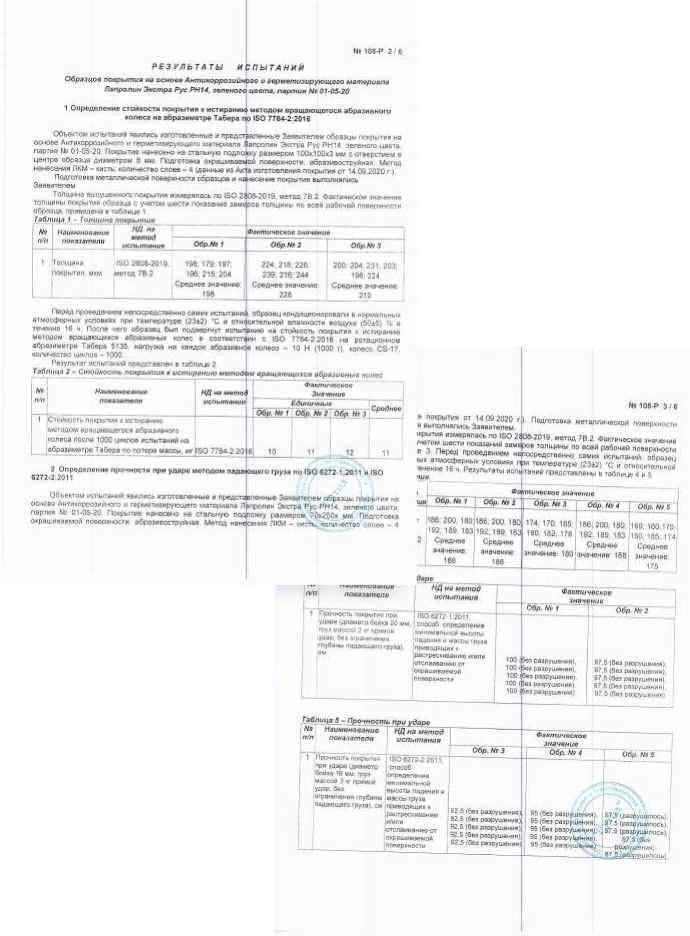 № 108-Р 2 / 6
РЕЗУЛЬТАТЫ ИСПЫТАНИЙ
Образцов покрытия на основе Антикоррозийного и герметизирующего материала
Лапролин Экстра Рус РН14, зеленого цвета, партии № 01-05-20
1 Определение стойкости покрытия к истиранию методом вращающегося абразивного
колеса на абразиметре Табера по ISO 7784-2:2016
Объектом испытаний явились изготовленные и представленные Заявителем образцы покрытия на
основе Антикоррозийного и герметизирующего материала Лапролин Экстра Рус РН14, зеленого цвета,
партия № 01-05-20. Покрытие нанесено на стальную подложку размером 100х100х3 мм с отверстием в
центре образца диаметром 8 мм. Подготовка окрашиваемой поверхности: абразивоструйная. Метод
нанесения ЛКМ – кисть, количество слоев – 4 (данные из Акта изготовления покрытия от 14.09.2020 г.).
Подготовка металлической поверхности образцов и нанесение покрытия выполнялись
Заявителем
Толщина высушенного покрытия измерялась по ISO 2808-2019, метод 7В.2. Фактическое значение
толщины покрытия образца с учетом шести показаний замеров толщины по всей рабочей поверхности
образца, приведена в таблице 1.
Таблица 1 – Толщина покрытия
№ п/п Наименование показателя НД на метод испытания Фактическое значение
Обр.№ 1 Обр.№ 2 Обр.№ 3
1 Толщина ISO 2808-2019, 198; 179; 197; 224; 218; 226; 200; 204; 231; 203;
покрытия, мкм метод 7В.2 196; 215; 204 239; 216; 244 196; 224
Среднее значение: Среднее значение: Среднее значение:
198 228 210
Перед проведением непосредственно самих испытаний, образец кондиционировали в нормальных
атмосферных условиях при температуре (23±2) °С и относительной влажности воздуха (50±5) % в
течение 16 ч. После чего образец был подвергнут испытанию на стойкость покрытия к истиранию
методом вращающихся абразивных колес в соответствии с ISO 7784-2:2016 на ротационном
абразиметре Табера 5135, нагрузка на каждое абразивное колесо – 10 Н (1000 г), колесо CS-17,
количество циклов – 1000.
Результат испытаний представлен в таблице 2
Таблица 2 – Стойкость покрытия к истиранию методом вращающихся абразивных колес
№ п/п Наименование показателя НД на метод испытания Фактическое Значение
Единичные Среднее
Обр. № 1 Обр. № 2 Обр. № 3
1 Стойкость покрытия к истиранию
методом вращающегося абразивного
колеса после 1000 циклов испытаний на
абразиметре Табера по потере массы, мг ISO 7784-2:2016 10 11 12 11
2 Определение прочности при ударе методом падающего груза по ISO 6272-1:2011 и ISO
6272-2:2011
Объектом испытаний явились изготовленные и представленные Заявителем образцы покрытия на
основе Антикоррозийного и герметизирующего материала Лапролин Экстра Рус-РН14, зеленого цвета,
партия № 01-05-20. Покрытие нанесено на стальную подложку размером 70х250х мм. Подготовка
окрашиваемой поверхности: абразивоструйная. Метод нанесения ЛКМ – кисть, количество слоев – 4
№ 108-Р 3 / 6
покрытия от 14.09.2020 г.). Подготовка металлической поверхности
выполнялись Заявителем.
измерялась по ISO 2808-2019, метод 7В.2. Фактическое значение
учетом шести показаний замеров толщины по всей рабочей поверхности
3. Перед проведением непосредственно самих испытаний, образец
атмосферных условиях при температуре (23±2) °С и относительной
16 ч. Результаты испытаний представлены в таблице 4 и 5.
Фактическое значение
Обр. № 1 Обр. № 2 Обр. № 3 Обр. № 4 Обр. № 5
186; 200; 180; 186; 200; 180; 174; 170; 185; 186; 200; 180; 169; 160; 170;
192; 189; 183 192; 189; 183 180; 182; 178 192; 189; 183 190; 185; 174
Среднее значение: 188 Среднее значение: 188 Среднее значение: 180 Среднее значение: 188 Среднее значение: 175
ударе
№ п/п Наименование показателя НД на метод испытания Фактическое значение
Обр. № 1 Обр. № 2
1 Прочность покрытия при ISO 6272-1:2011,
ударе (диаметр бойка 20 мм, способ: определение
груз массой 2 кг прямой минимальной высоты
удар, без ограничения падения и массы груза
глубины падающего груза), приводящих к
см растрескиванию и/или
отслаиванию от
окрашиваемой
поверхности
100 (без разрушения), 97,5 (без разрушения),
100 (без разрушения), 97,5 (без разрушения),
100 (без разрушения), 97,5 (без разрушения),
100 (без разрушения), 97,5 (без разрушения),
100 (без разрушения) 97,5 (без разрушения)
Таблица 5 – Прочность при ударе
№ п/п Наименование показателя НД на метод испытания Фактическое значение
Обр. № 3 Обр. № 4 Обр. № 5
1 Прочность покрытия ISO 6272-2:2011,
при ударе (диаметр способ:
бойка 16 мм, груз определение
массой 3 кг прямой минимальной
удар, без высоты падения и
ограничения глубины массы груза
падающего груза), см приводящих к
растрескиванию
и/или
отслаиванию от
окрашиваемой
поверхности
92,5 (без разрушения), 95 (без разрушения), 97,5 (разрушилось),
92,5 (без разрушения), 95 (без разрушения), 97,5 (разрушилось),
92,5 (без разрушения), 95 (без разрушения), 97,5 (разрушилось),
92,5 (без разрушения), 95 (без разрушения), 97,5 (без разрушения),
92,5 (без разрушения) 95 (без разрушения) 97,5 (разрушилось)